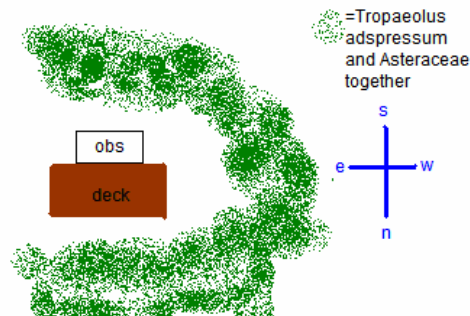 =Tropaeolus
adspressum
and Asteraceae
together
obs
deck
s
e
w
n